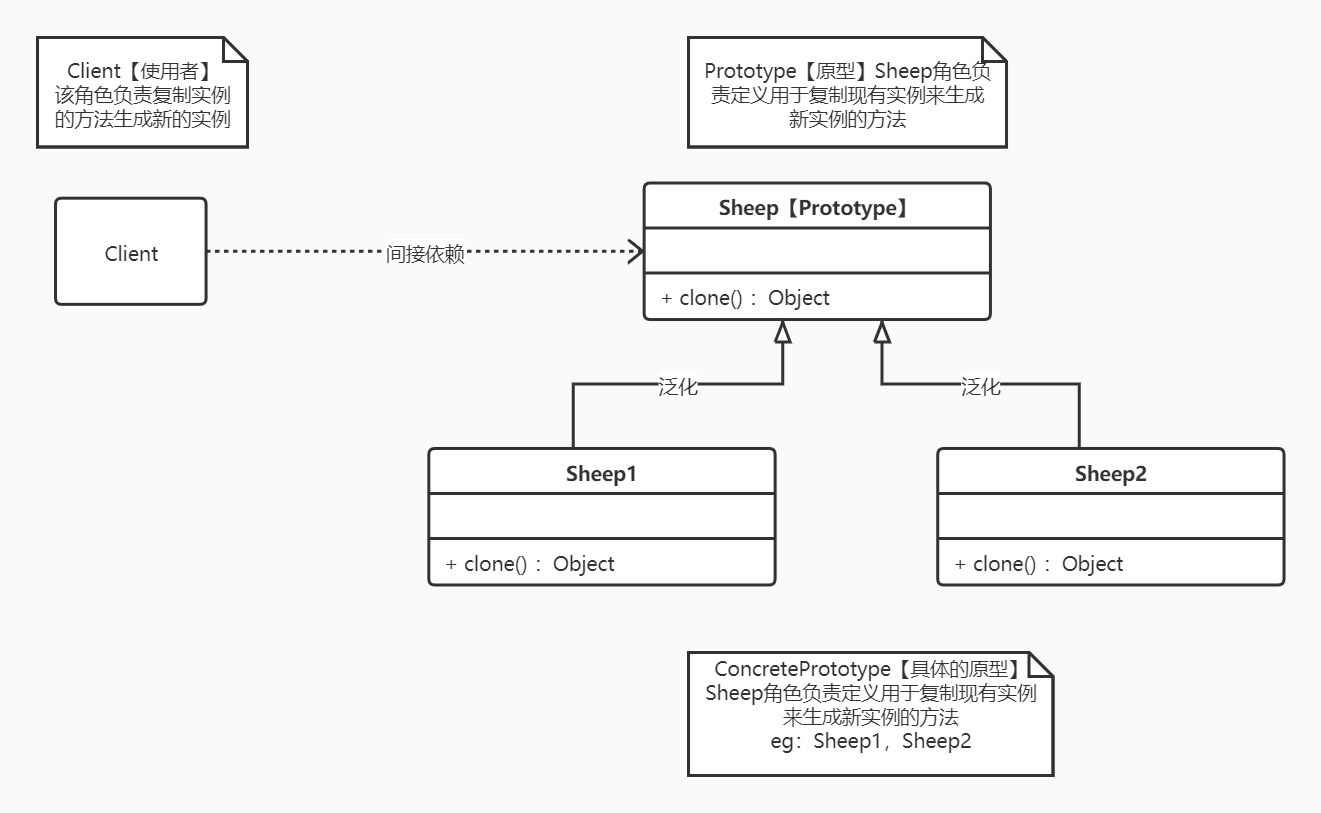 Client【使用者】
该角色负责复制实例
的方法生成新的实例
Prototype【原型】Sheep角色负
责定义用于复制现有实例来生成
新实例的方法
Client
间接依赖
Sheep【Prototype】
+ clone() ：Object
泛化
泛化
Sheep1
+ clone() ：Object
Sheep2
+ clone() ：Object
ConcretePrototype【具体的原型】
Sheep角色负责定义用于复制现有实例
来生成新实例的方法
eg：Sheep1，Sheep2